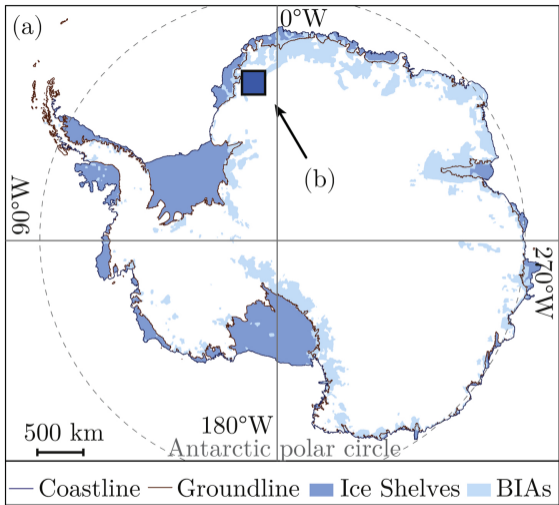 (a)
0°W
(b)
90°W
270°W
180°W
500 km
Antarctic polar circle
Coastline Groundline Ice Shelves BIAs